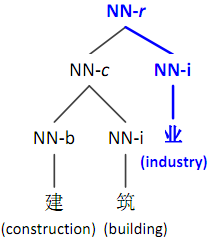 NN-r
NN-c NN-i
NN-b NN-i 业
(industry)
建 筑
(construction) (building)